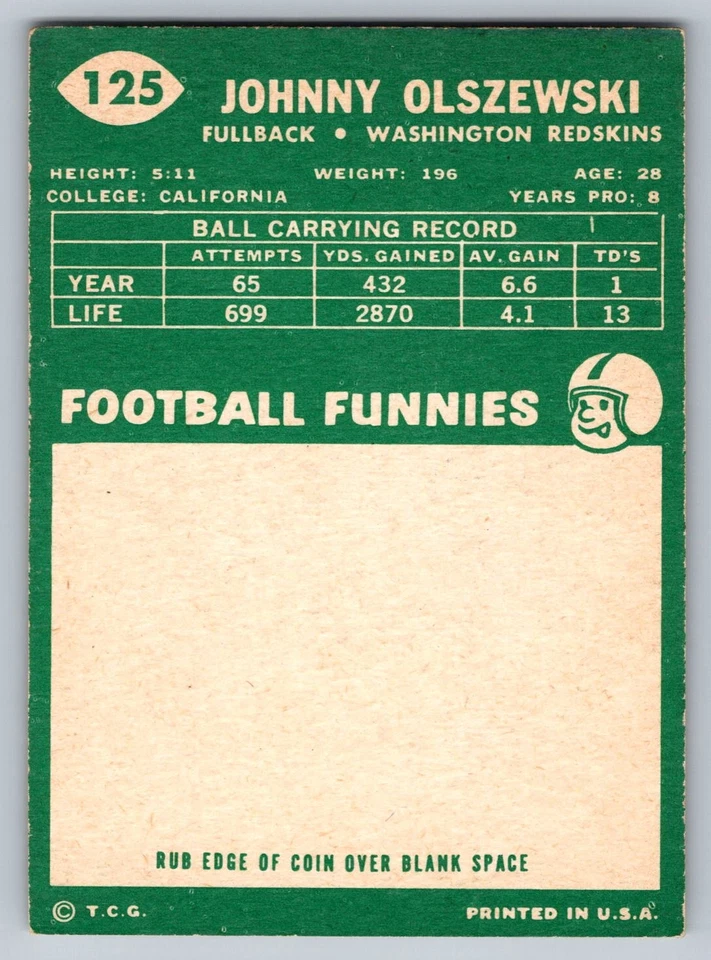 125
JOHNNY OLSZEWSKI
FULLBACK • WASHINGTON REDSKINS
HEIGHT: 5:11 WEIGHT: 196 AGE: 28
COLLEGE: CALIFORNIA YEARS PRO: 8
BALL CARRYING RECORD
ATTEMPTS YDS. GAINED AV. GAIN TD'S
YEAR 65 432 6.6 1
LIFE 699 2870 4.1 13
FOOTBALL FUNNIES
RUB EDGE OF COIN OVER BLANK SPACE
© T.C.G. PRINTED IN U.S.A.